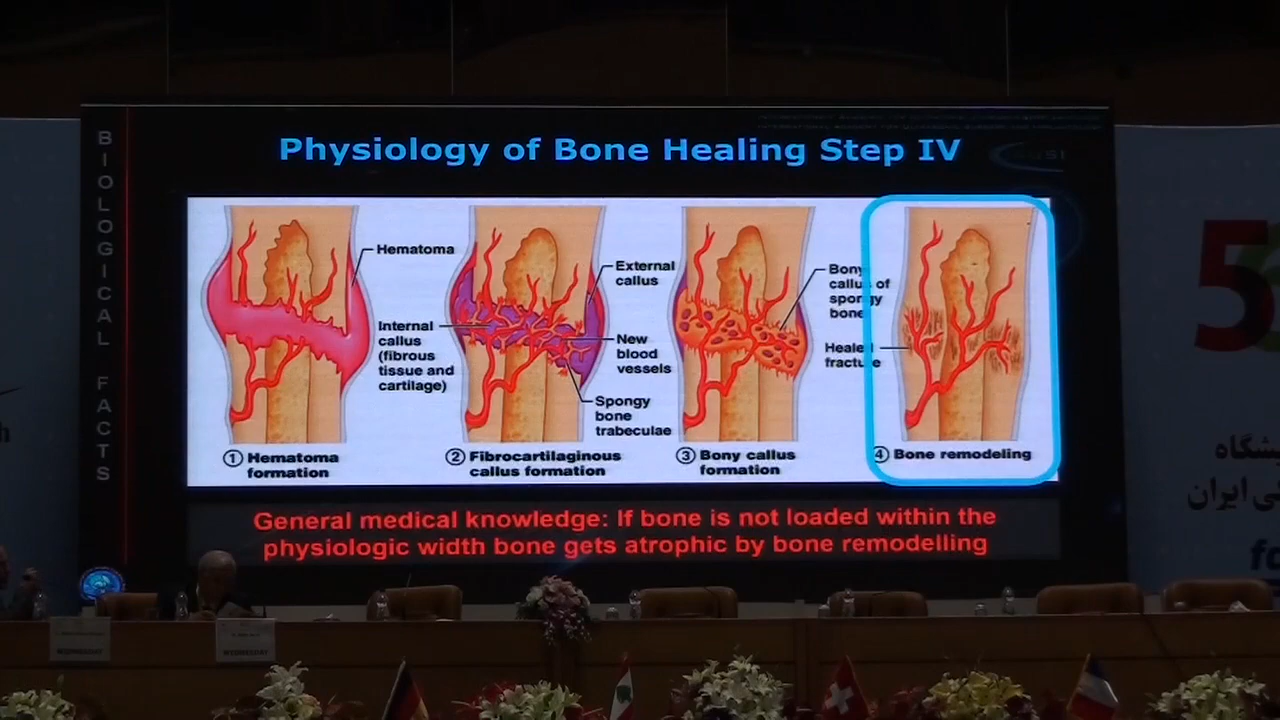 BIOLOGICAL FACTS
Physiology of Bone Healing Step IV
Hematoma
Internal
callus
(fibrous
tissue and
cartilage)
External
callus
New
blood
vessels
Spongy
bone
trabeculae
Bony
callus of
spongy
bone
Healed
fracture
1 Hematoma
formation
2 Fibrocartilaginous
callus formation
3 Bony callus
formation
4 Bone remodeling
General medical knowledge: If bone is not loaded within the
physiologic width bone gets atrophic by bone remodelling
5
ایران
WEDNESDAY
WEDNESDAY